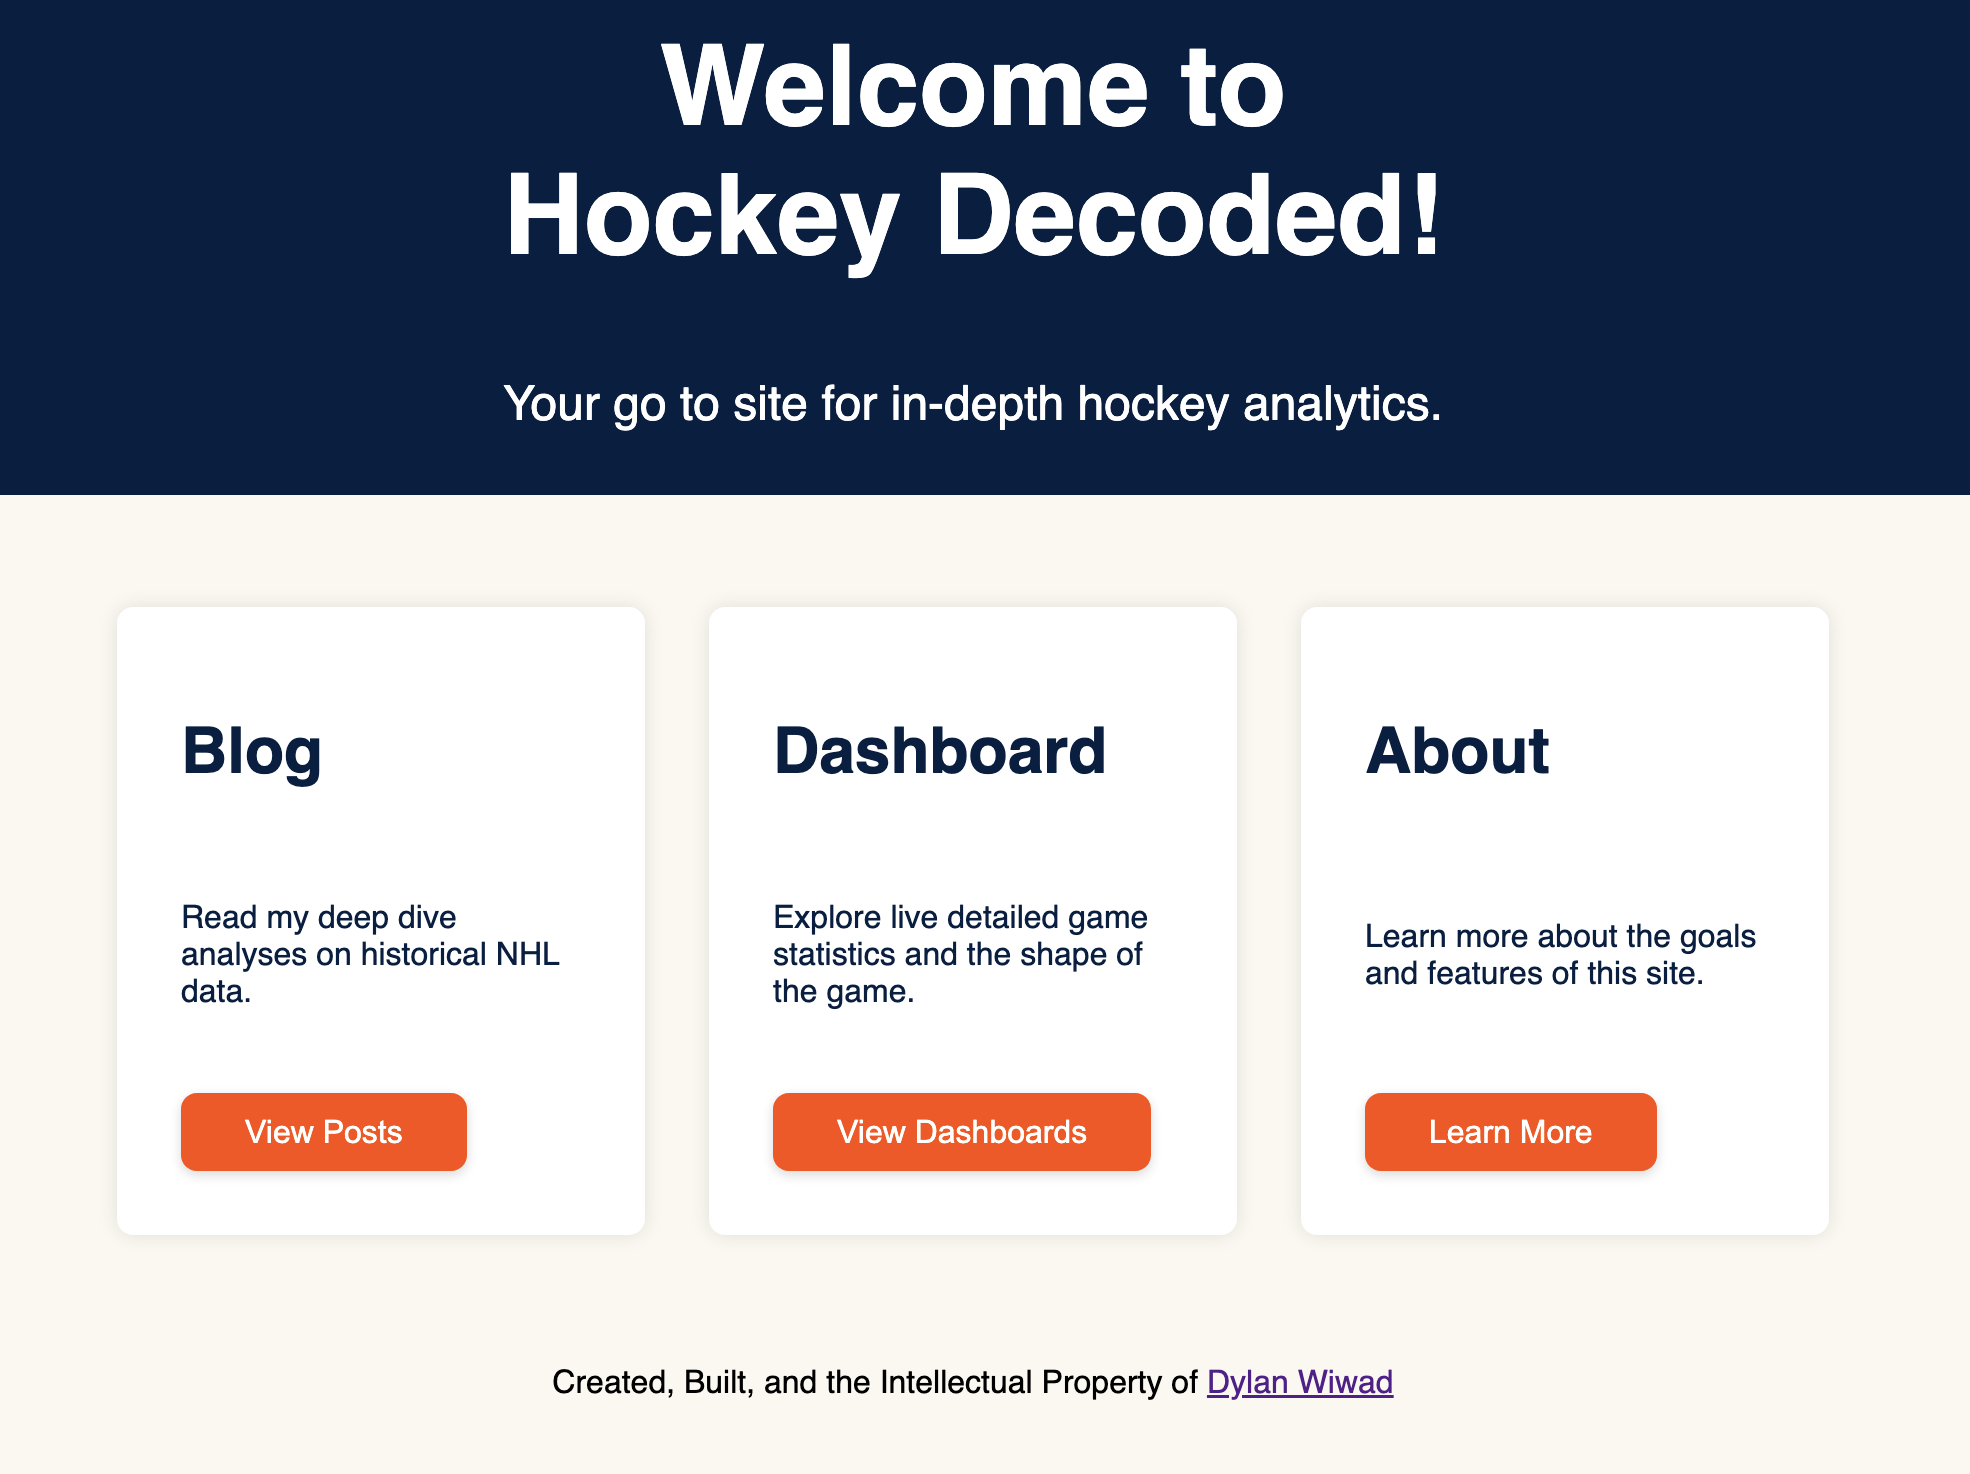 Welcome to
Hockey Decoded!
Your go to site for in-depth hockey analytics.
Blog
Read my deep dive
analyses on historical NHL
data.
View Posts
Dashboard
Explore live detailed game
statistics and the shape of
the game.
View Dashboards
About
Learn more about the goals
and features of this site.
Learn More
Created, Built, and the Intellectual Property of Dylan Wiwad